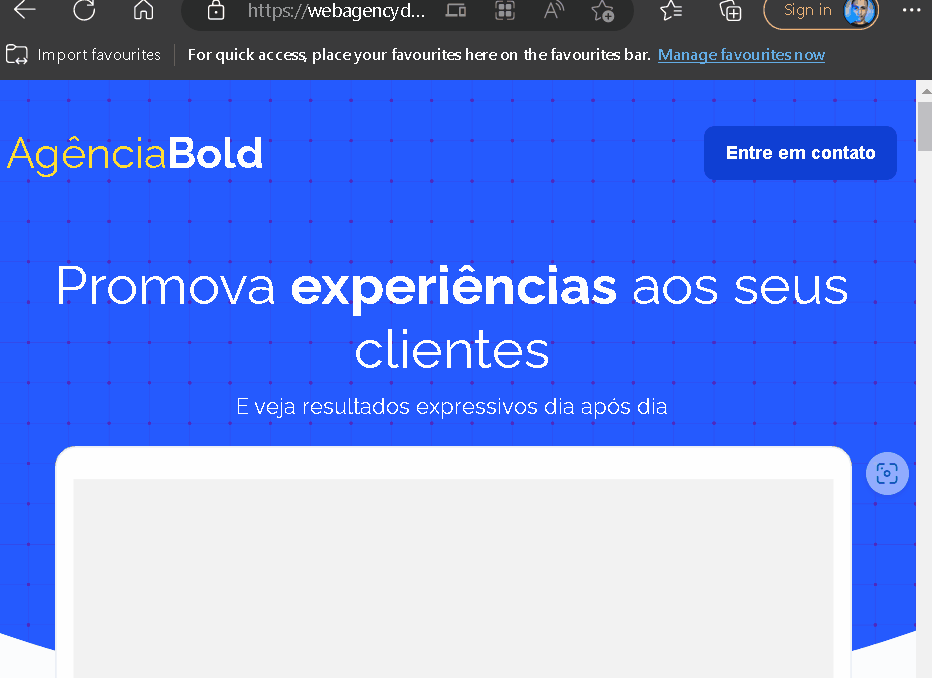 https://webagencyd...
Sign in
Import favourites
For quick access, place your favourites here on the favourites bar. Manage favourites now
AgênciaBold
Entre em contato
Promova experiências aos seus
clientes
E veja resultados expressivos dia após dia